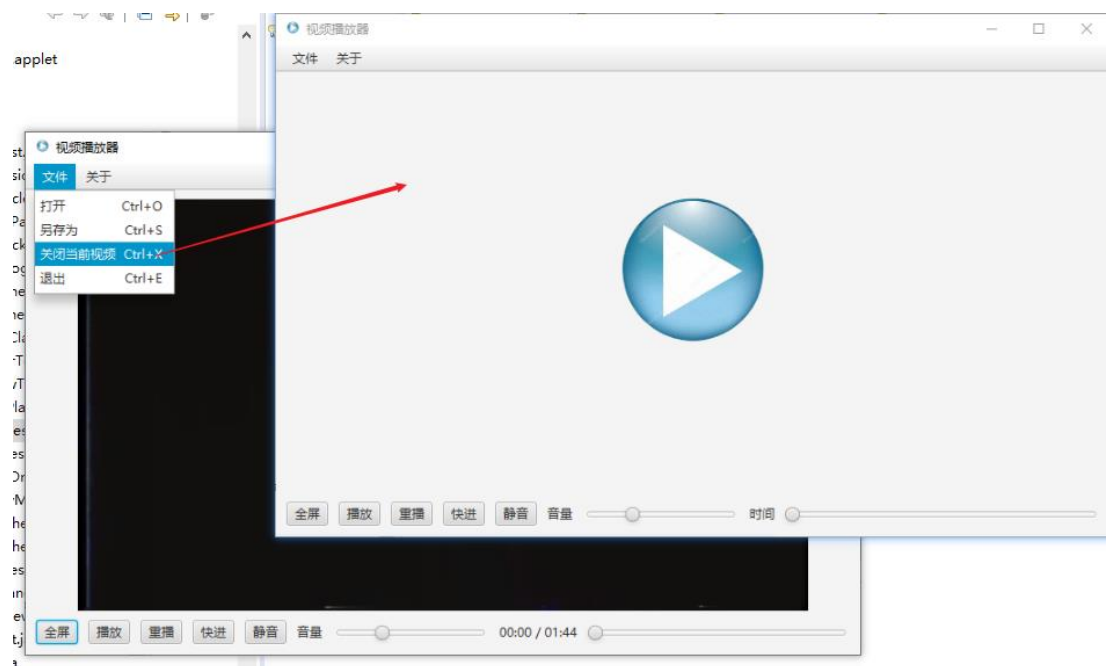 applet
视频播放器
文件 关于
视频播放器
文件 关于
打开 Ctrl+O
另存为 Ctrl+S
关闭当前视频 Ctrl+X
退出 Ctrl+E
全屏 播放 重播 快进 静音 音量 时间
全屏 播放 重播 快进 静音 音量 00:00 / 01:44